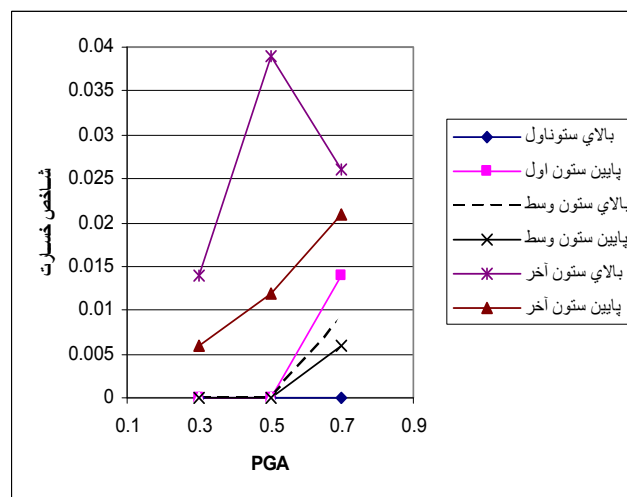 0.04
0.035
0.03
0.025
0.02
0.015
0.01
0.005
0
شاخص خسارت
0.1 0.3 0.5 0.7 0.9
PGA
بالاي ستون‌اول
پايين ستون اول
بالاي ستون وسط
پايين ستون وسط
بالاي ستون آخر
پايين ستون آخر